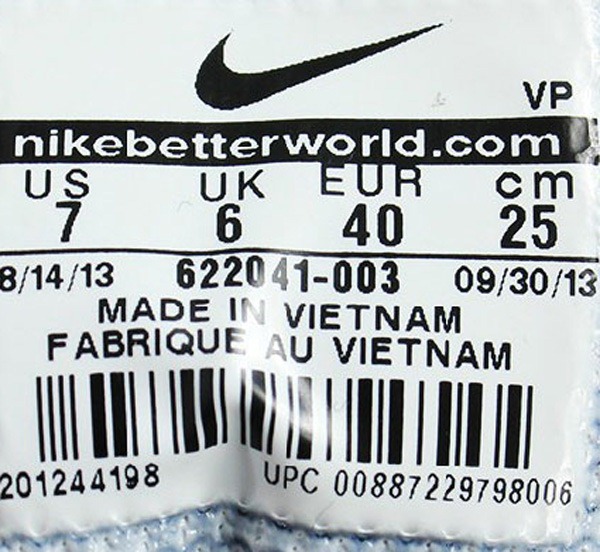 VP
nikebetterworld.com
US UK EUR cm
7 6 40 25
8/14/13 622041-003 09/30/13
MADE IN VIETNAM
FABRIQUE AU VIETNAM
201244198 UPC 00887229798006